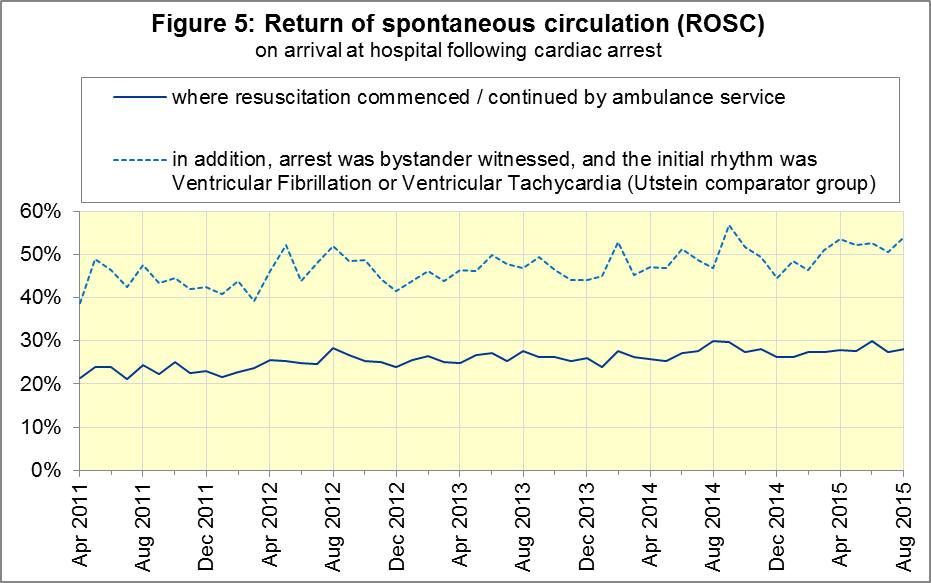 Figure 5: Return of spontaneous circulation (ROSC)
on arrival at hospital following cardiac arrest
where resuscitation commenced / continued by ambulance service
in addition, arrest was bystander witnessed, and the initial rhythm was
Ventricular Fibrillation or Ventricular Tachycardia (Utstein comparator group)
60%
50%
40%
30%
20%
10%
0%
Apr 2011
Aug 2011
Dec 2011
Apr 2012
Aug 2012
Dec 2012
Apr 2013
Aug 2013
Dec 2013
Apr 2014
Aug 2014
Dec 2014
Apr 2015
Aug 2015